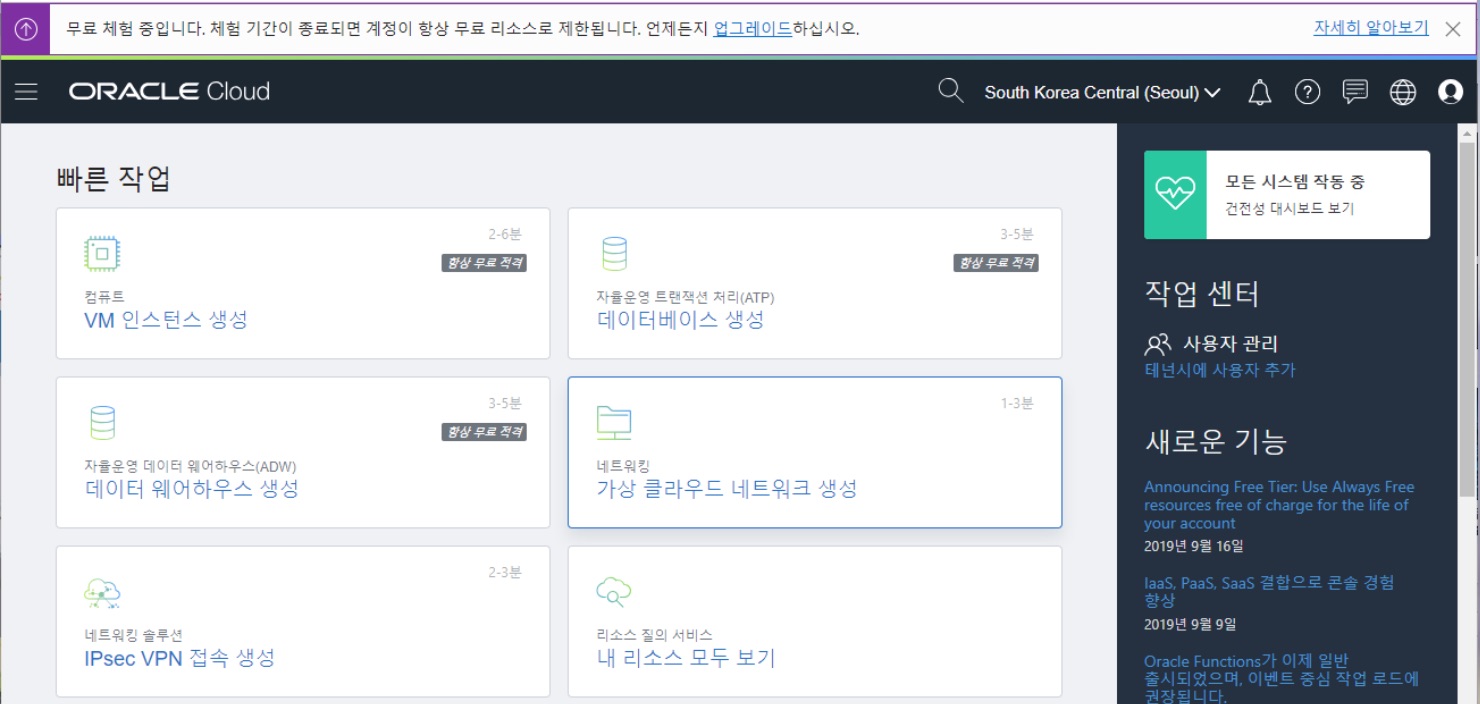 무료 체험 중입니다. 체험 기간이 종료되면 계정이 항상 무료 리소스로 제한됩니다. 언제든지 업그레이드하십시오.
자세히 알아보기
ORACLE Cloud
South Korea Central (Seoul)
빠른 작업
2-6분
항상 무료 적격
컴퓨트
VM 인스턴스 생성
3-5분
항상 무료 적격
자율운영 트랜잭션 처리(ATP)
데이터베이스 생성
3-5분
항상 무료 적격
자율운영 데이터 웨어하우스(ADW)
데이터 웨어하우스 생성
1-3분
네트워킹
가상 클라우드 네트워크 생성
2-3분
네트워킹 솔루션
IPsec VPN 접속 생성
리소스 질의 서비스
내 리소스 모두 보기
모든 시스템 작동 중
건전성 대시보드 보기
작업 센터
사용자 관리
테넌시에 사용자 추가
새로운 기능
Announcing Free Tier: Use Always Free
resources free of charge for the life of
your account
2019년 9월 16일
IaaS, PaaS, SaaS 결합으로 콘솔 경험
향상
2019년 9월 9일
Oracle Functions가 이제 일반
출시되었으며, 이벤트 중심 작업 로드에
권장됩니다.